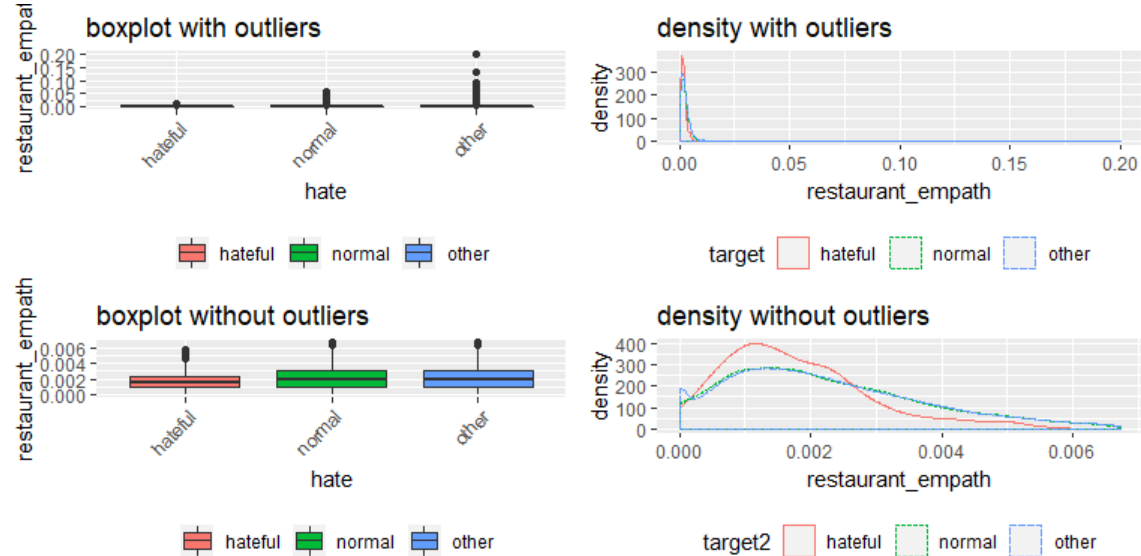 boxplot with outliers
restaurant_empat
0.20
0.15
0.10
0.05
0.00
hateful normal other
hate
hateful normal other
density with outliers
density
300
200
100
0
0.00 0.05 0.10 0.15 0.20
restaurant_empath
target hateful normal other
boxplot without outliers
restaurant_empath
0.006
0.004
0.002
0.000
hateful normal other
hate
hateful normal other
density without outliers
density
400
300
200
100
0
0.000 0.002 0.004 0.006
restaurant_empath
target2 hateful normal other